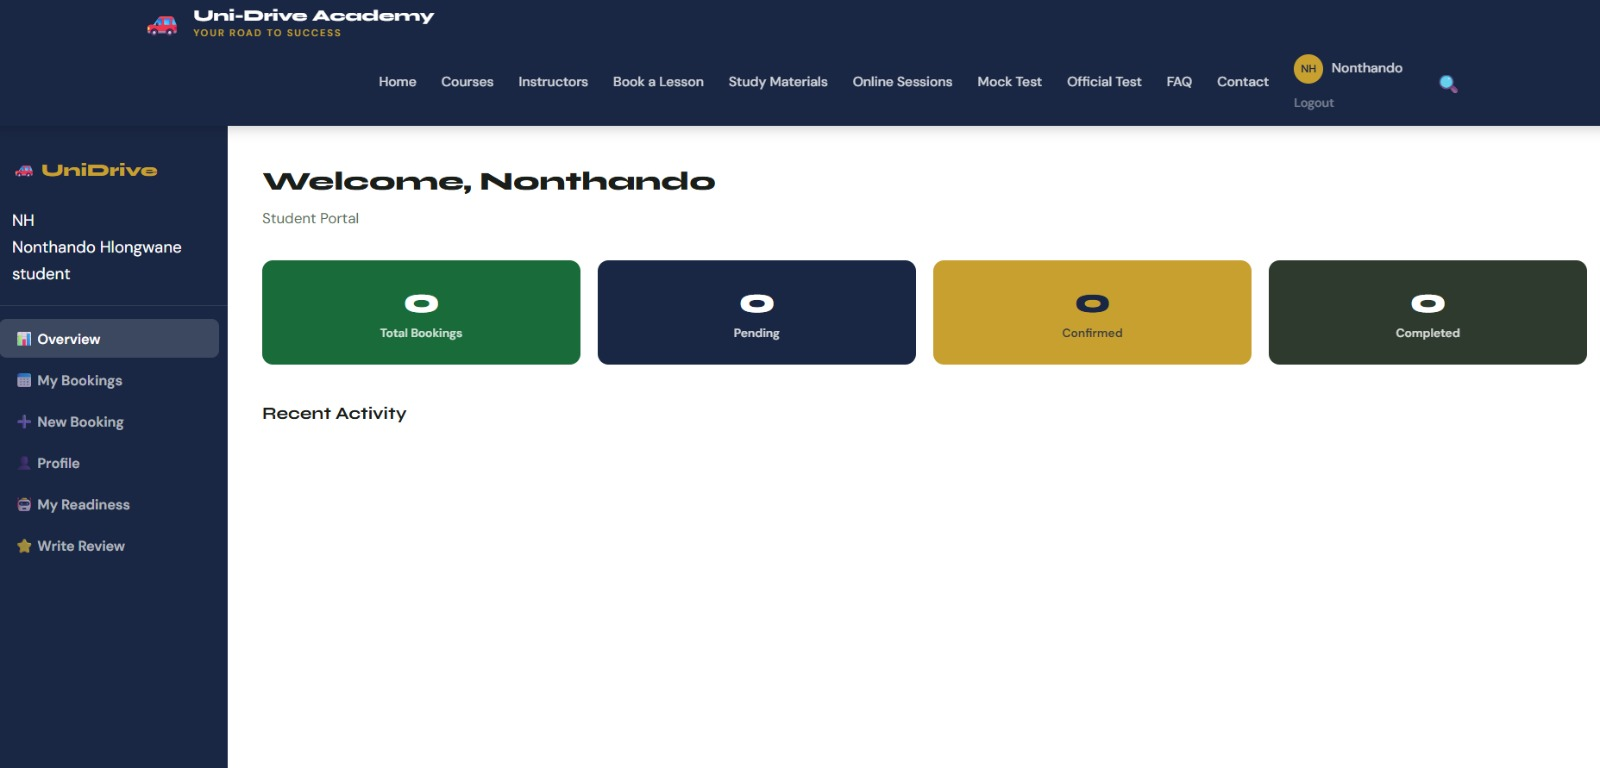 Uni-Drive Academy
YOUR ROAD TO SUCCESS
Home Courses Instructors Book a Lesson Study Materials Online Sessions Mock Test Official Test FAQ Contact NH Nonthando
Logout
UniDrive
NH
Nonthando Hlongwane
student
Overview
My Bookings
New Booking
Profile
My Readiness
Write Review
Welcome, Nonthando
Student Portal
0
Total Bookings
0
Pending
0
Confirmed
0
Completed
Recent Activity